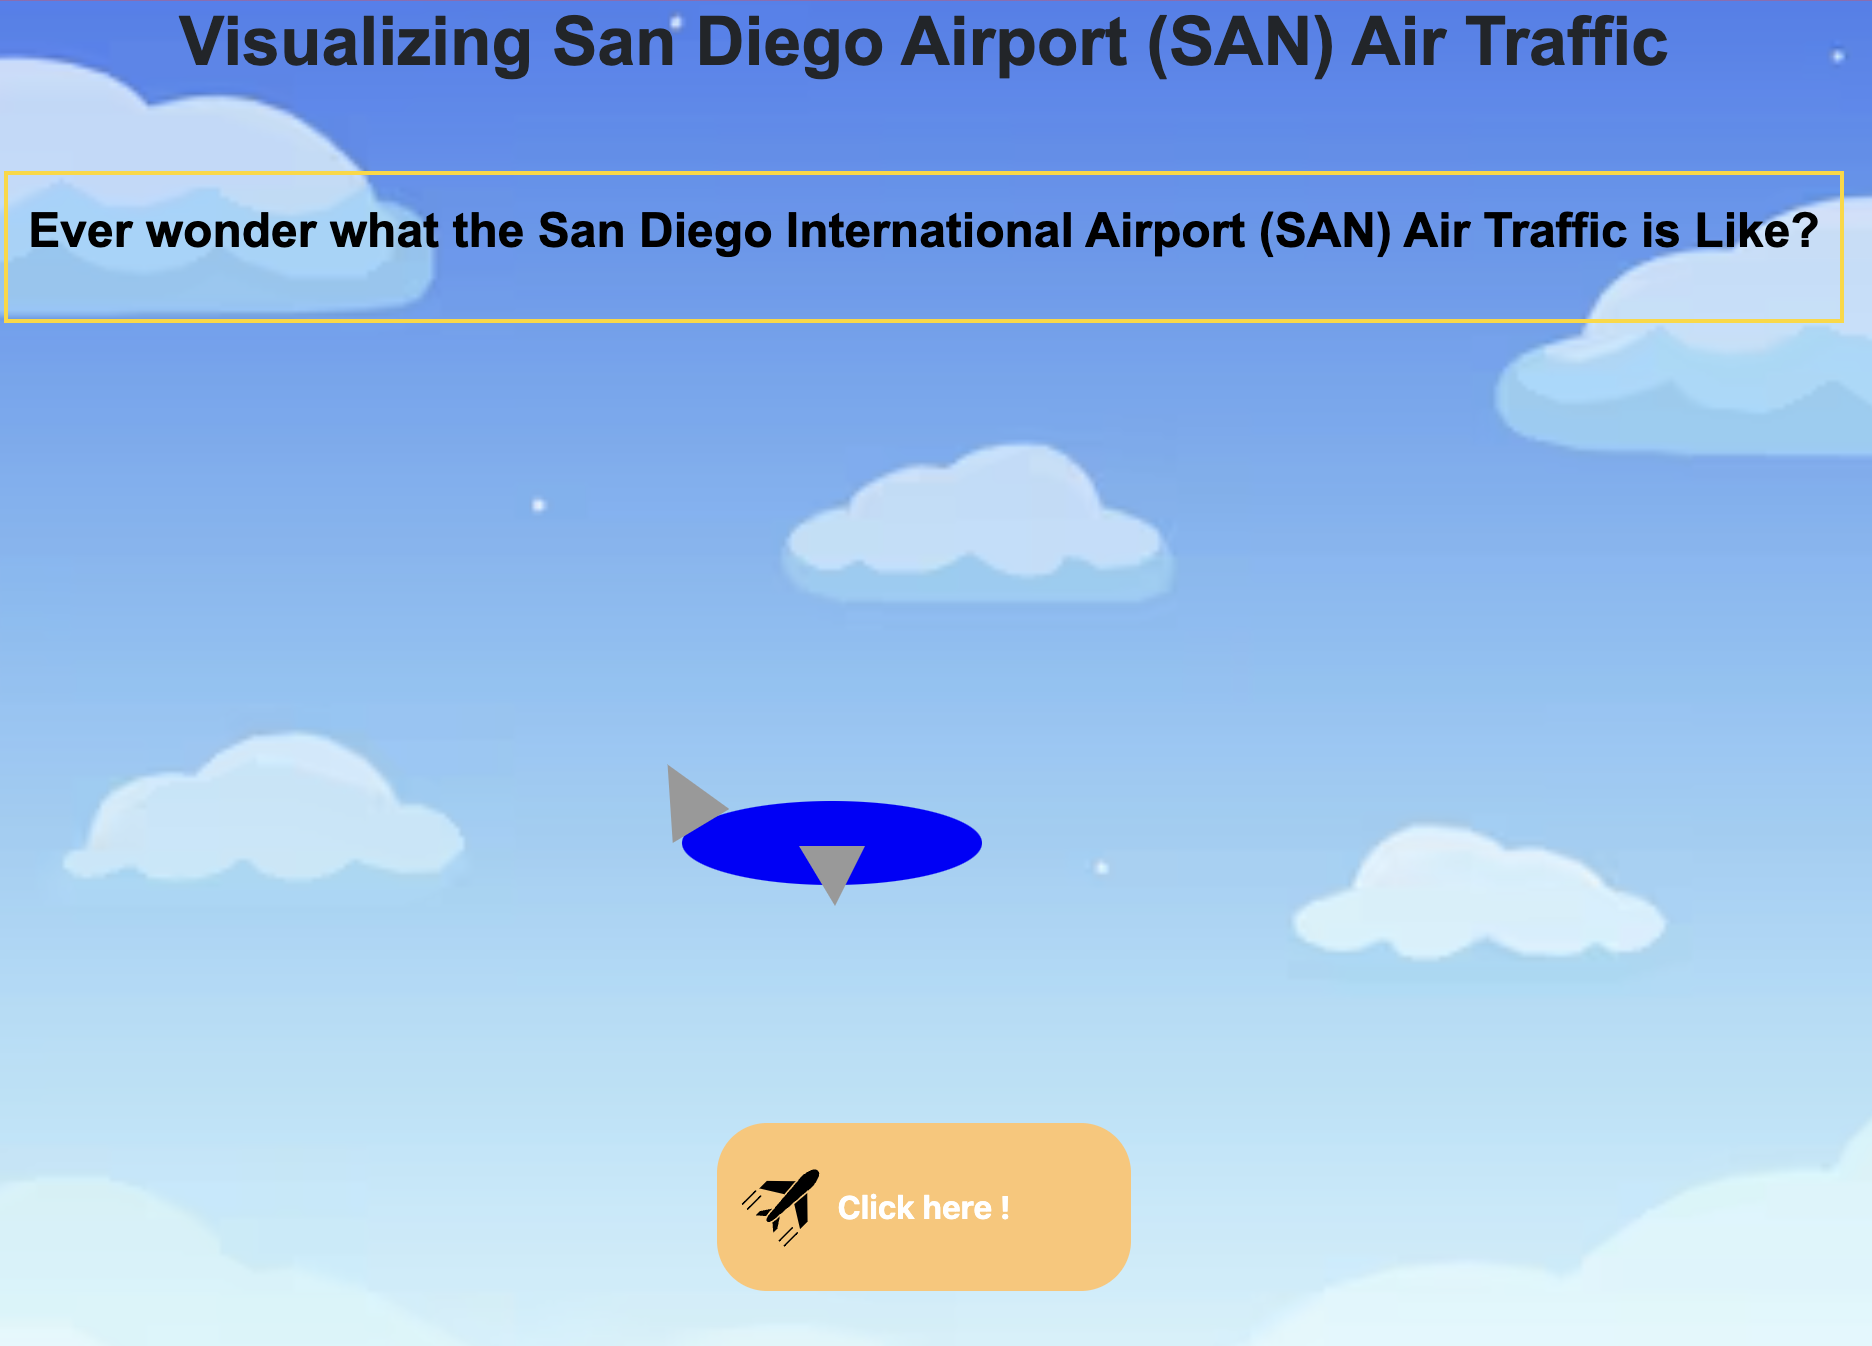 Visualizing San Diego Airport (SAN) Air Traffic
Ever wonder what the San Diego International Airport (SAN) Air Traffic is Like?
Click here !